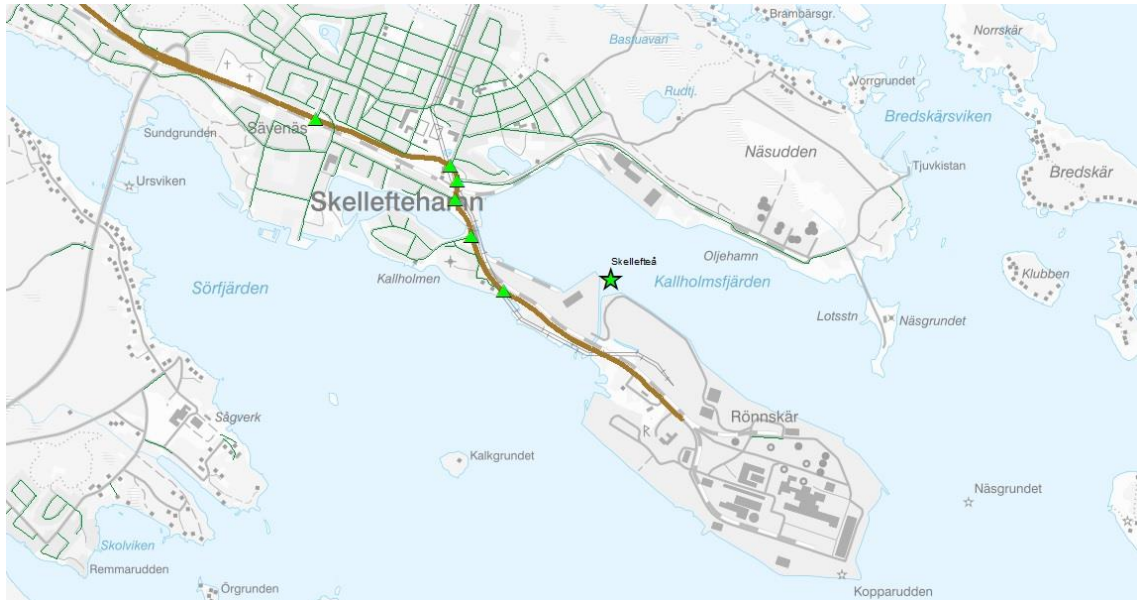 Brambärsgr.
Norrskär
Bastuavan
Vorrgrundet
Rudtj.
Bredskärsviken
Sävenäs
Sundgrunden
Näsudden
Tjuvkistan
Bredskär
Ursviken
Skelleftehamn
Oljehamn
Skellefteå
Kallholmen
Kallholmsfjärden
Klubben
Sörfjärden
Lotsstn
Näsgrundet
Sågverk
Rönnskär
R
Kalkgrundet
Näsgrundet
Skolviken
Remmarudden
Örgrunden
Kopparudden